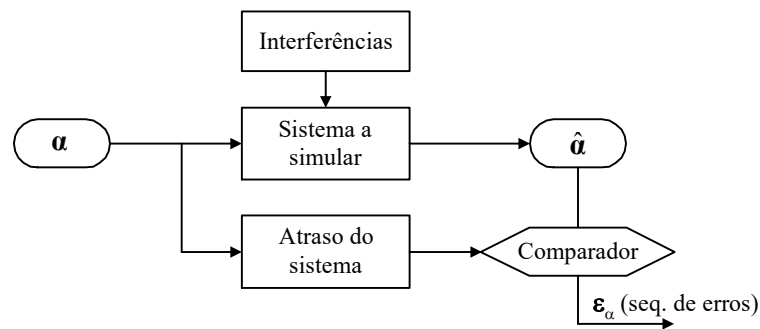 Interferências
α
Sistema a
simular
α̂
Atraso do
sistema
Comparador
ε_α (seq. de erros)